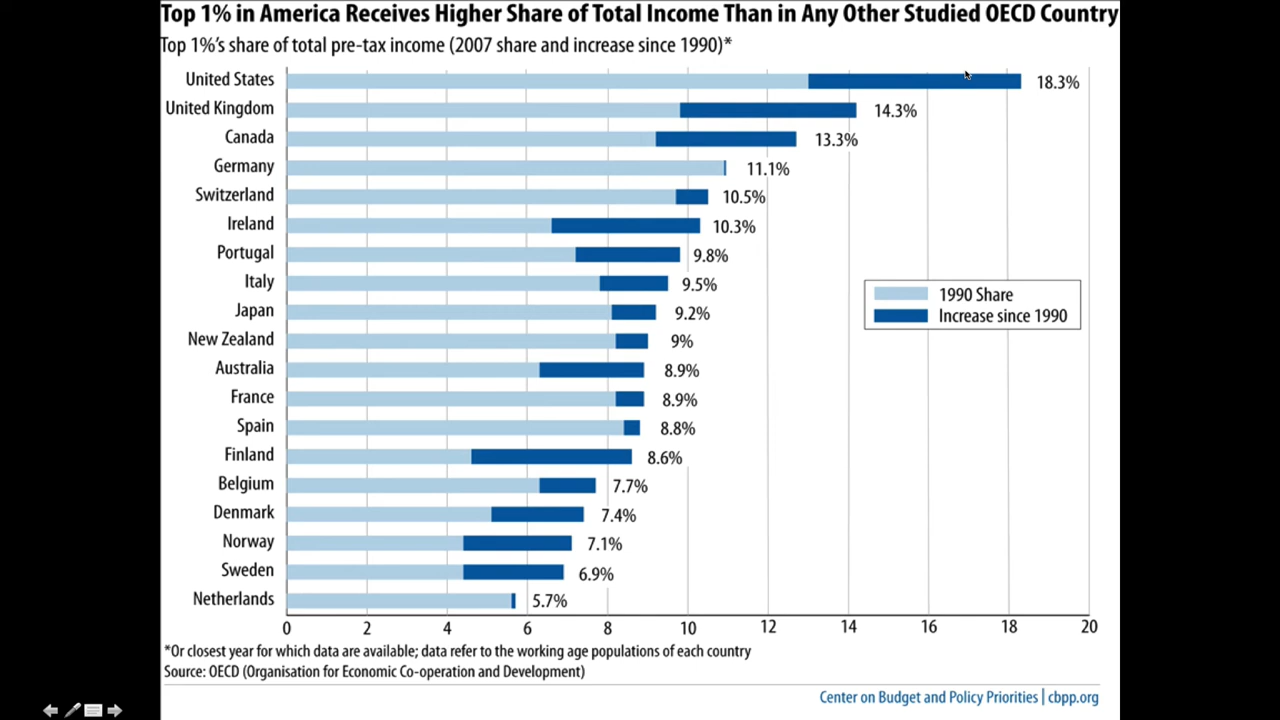 Top 1% in America Receives Higher Share of Total Income Than in Any Other Studied OECD Country
Top 1%'s share of total pre-tax income (2007 share and increase since 1990)*
United States 18.3%
United Kingdom 14.3%
Canada 13.3%
Germany 11.1%
Switzerland 10.5%
Ireland 10.3%
Portugal 9.8%
Italy 9.5%
Japan 9.2%
New Zealand 9%
Australia 8.9%
France 8.9%
Spain 8.8%
Finland 8.6%
Belgium 7.7%
Denmark 7.4%
Norway 7.1%
Sweden 6.9%
Netherlands 5.7%
1990 Share
Increase since 1990
0 2 4 6 8 10 12 14 16 18 20
*Or closest year for which data are available; data refer to the working age populations of each country
Source: OECD (Organisation for Economic Co-operation and Development)
Center on Budget and Policy Priorities | cbpp.org